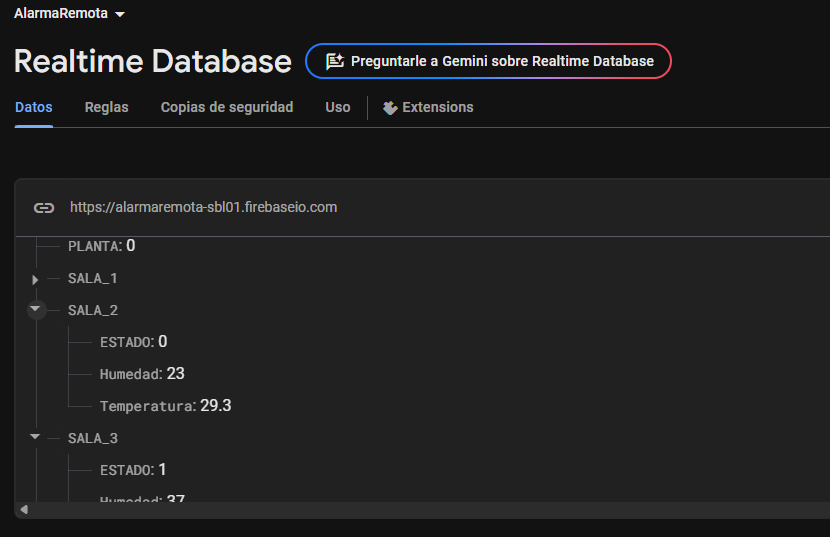 AlarmaRemota
Realtime Database
Preguntarle a Gemini sobre Realtime Database
Datos Reglas Copias de seguridad Uso Extensions
https://alarmaremota-sbl01.firebaseio.com
PLANTA: 0
SALA_1
SALA_2
ESTADO: 0
Humedad: 23
Temperatura: 29.3
SALA_3
ESTADO: 1
Humedad: 37